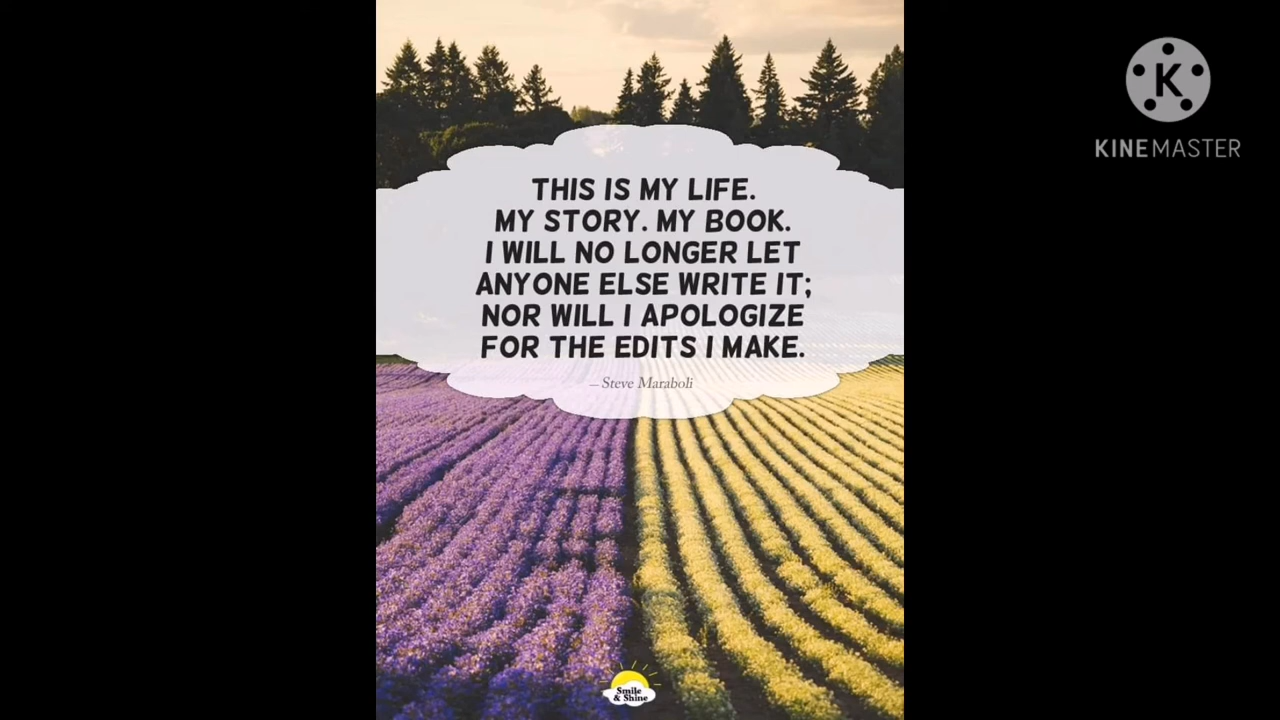 THIS IS MY LIFE.
MY STORY. MY BOOK.
I WILL NO LONGER LET
ANYONE ELSE WRITE IT;
NOR WILL I APOLOGIZE
FOR THE EDITS I MAKE.
— Steve Maraboli
Smile
& Shine
K
KINEMASTER